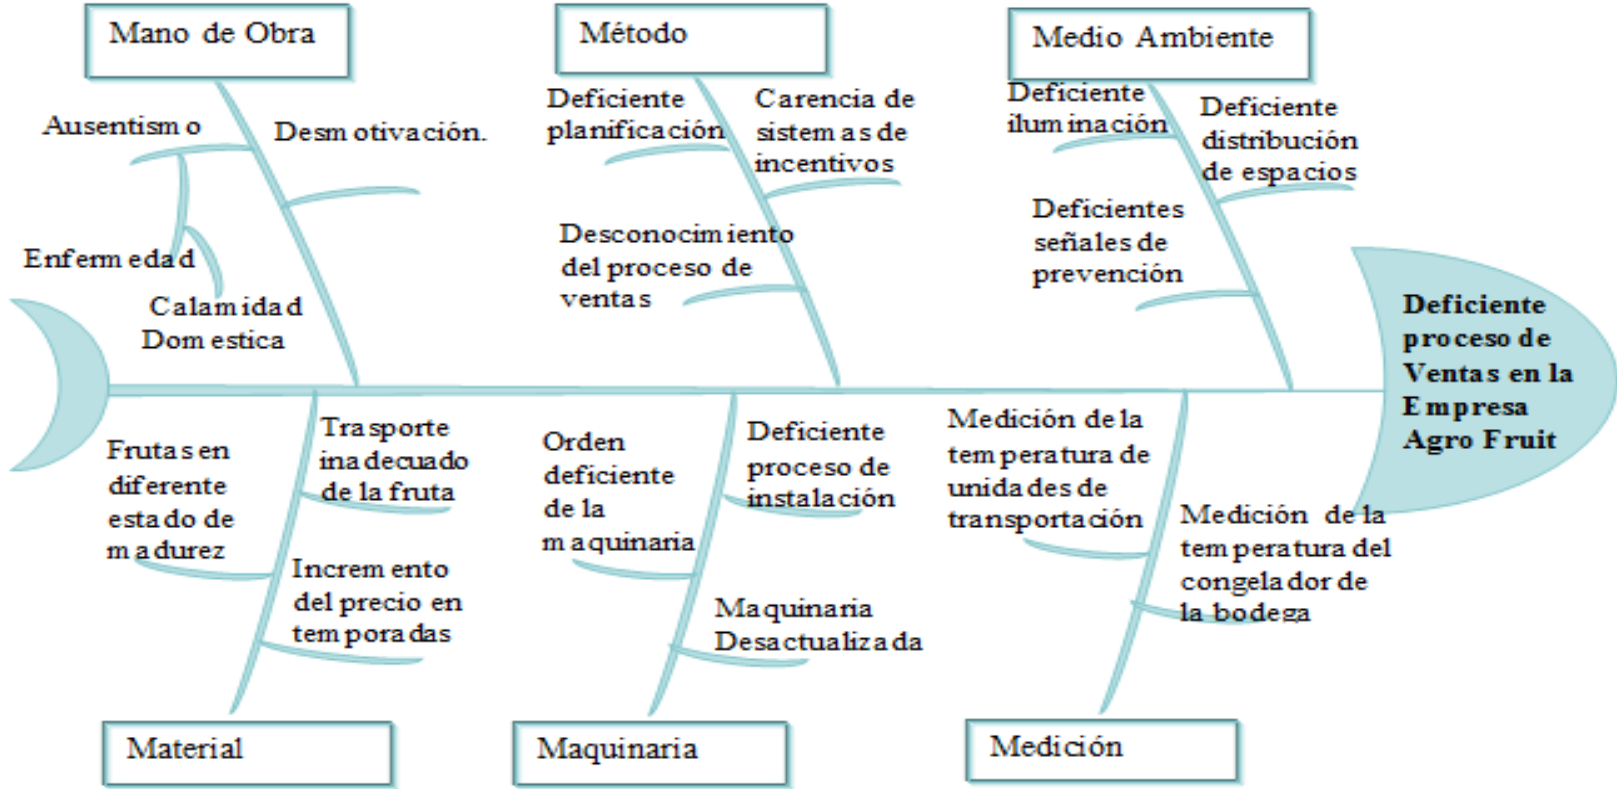 Mano de Obra
Método
Medio Ambiente
Ausentismo
Desmotivación.
Enfermedad
Calamidad
Domestica
Deficiente
planificación
Carencia de
sistemas de
incentivos
Desconocimiento
del proceso de
ventas
Deficiente
iluminación
Deficiente
distribución
de espacios
Deficientes
señales de
prevención
Deficiente
proceso de
Ventas en la
Empresa
Agro Fruit
Frutas en
diferente
estado de
madurez
Trasporte
inadecuado
de la fruta
Incremento
del precio en
temporadas
Orden
deficiente
de la
maquinaria
Deficiente
proceso de
instalación
Maquinaria
Desactualizada
Medición de la
temperatura de
unidades de
transportación
Medición de la
temperatura del
congelador de
la bodega
Material
Maquinaria
Medición